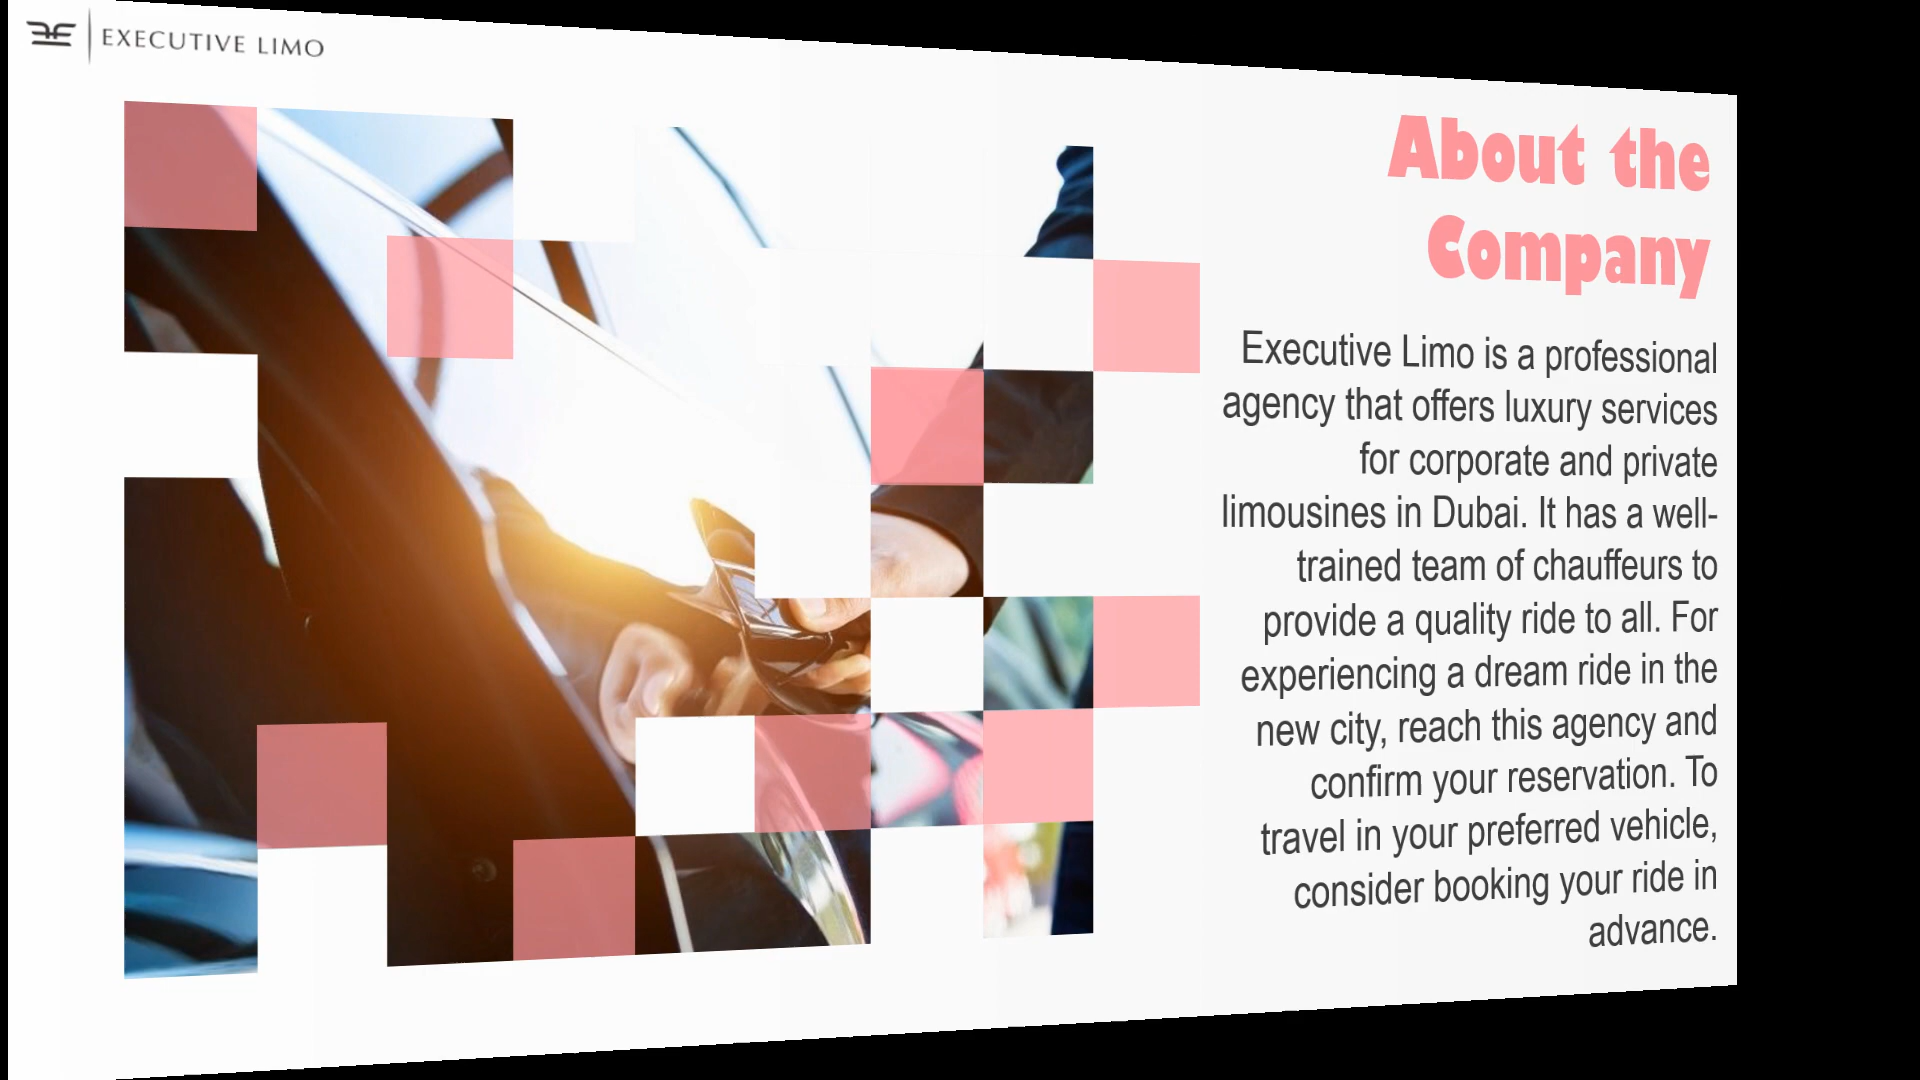 EXECUTIVE LIMO
About the
Company
Executive Limo is a professional
agency that offers luxury services
for corporate and private
limousines in Dubai. It has a well-
trained team of chauffeurs to
provide a quality ride to all. For
experiencing a dream ride in the
new city, reach this agency and
confirm your reservation. To
travel in your preferred vehicle,
consider booking your ride in
advance.